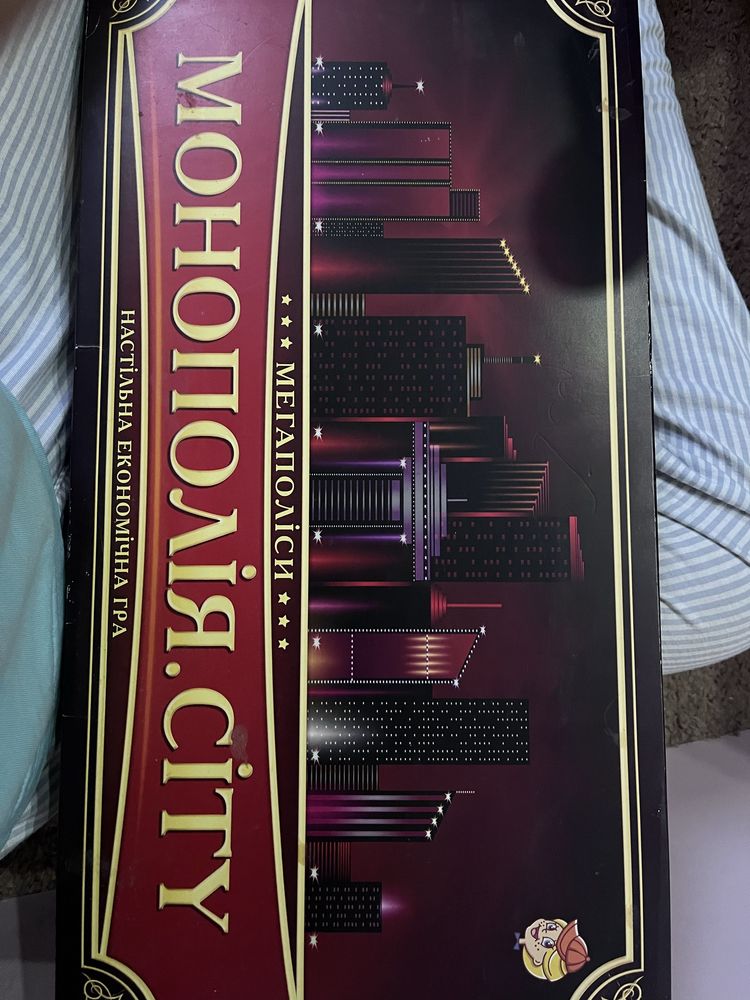 ★★★ МЕГАПОЛІСИ ★★★
МОНОПОЛІЯ.CITY
НАСТІЛЬНА ЕКОНОМІЧНА ГРА